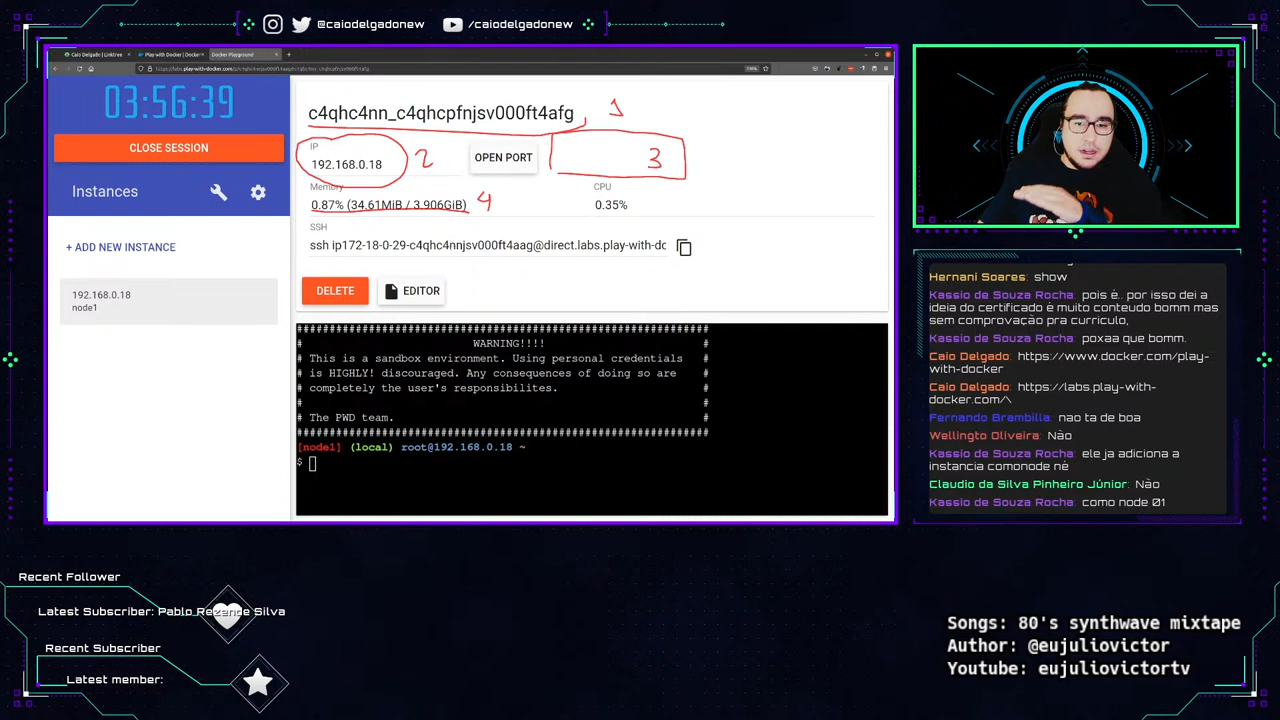 @caiodelgadonew /caiodelgadonew
Caio Delgado | Linktree
Play with Docker | Docker
Docker Playground
03:56:39
CLOSE SESSION
Instances
+ ADD NEW INSTANCE
192.168.0.18
node1
c4qhc4nn_c4qhcpfnjsv000ft4afg 1
IP
192.168.0.18 2
OPEN PORT
3
Memory
0.87% (34.61MiB / 3.906GiB) 4
CPU
0.35%
SSH
ssh ip172-18-0-29-c4qhc4nnjsv000ft4aag@direct.labs.play-with-dc
DELETE
EDITOR
###############################################################
# WARNING!!!! #
# This is a sandbox environment. Using personal credentials #
# is HIGHLY! discouraged. Any consequences of doing so are #
# completely the user's responsibilites. #
# #
# The PWD team. #
###############################################################
[node1] (local) root@192.168.0.18 ~
$
Hernani Soares: show
Kassio de Souza Rocha: pois é.. por isso dei a
ideia do certificado é muito conteudo bomm mas
sem comprovação pra curriculo,
Kassio de Souza Rocha: poxaa que bomm.
Caio Delgado: https://www.docker.com/play-
with-docker
Caio Delgado: https://labs.play-with-
docker.com/\
Fernando Brambilla: nao ta de boa
Wellingto Oliveira: Não
Kassio de Souza Rocha: ele ja adiciona a
instancia comonode né
Claudio da Silva Pinheiro Júnior: Não
Kassio de Souza Rocha: como node 01
Recent Follower
Latest Subscriber: Pablo Rezende Silva
Recent Subscriber
Latest member:
Songs: 80's synthwave mixtape
Author: @eujuliovictor
Youtube: eujuliovictortv